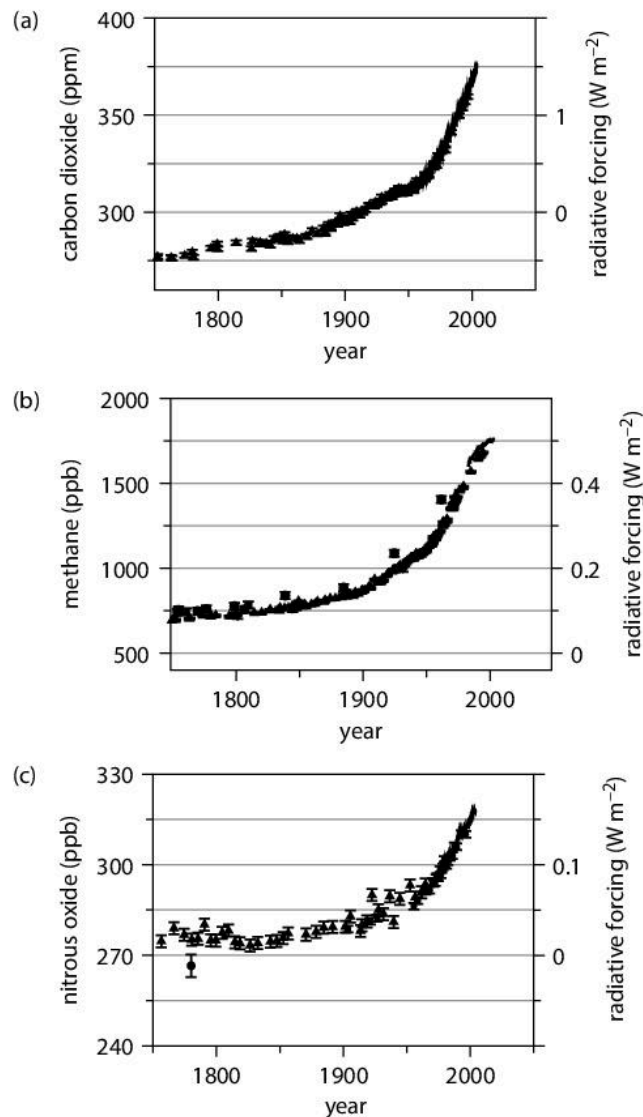 (a)
carbon dioxide (ppm)
400
350
300
1
0
radiative forcing (W m−2)
1800 1900 2000
year
(b)
methane (ppb)
2000
1500
1000
500
0.4
0.2
0
radiative forcing (W m−2)
1800 1900 2000
year
(c)
nitrous oxide (ppb)
330
300
270
240
0.1
0
radiative forcing (W m−2)
1800 1900 2000
year